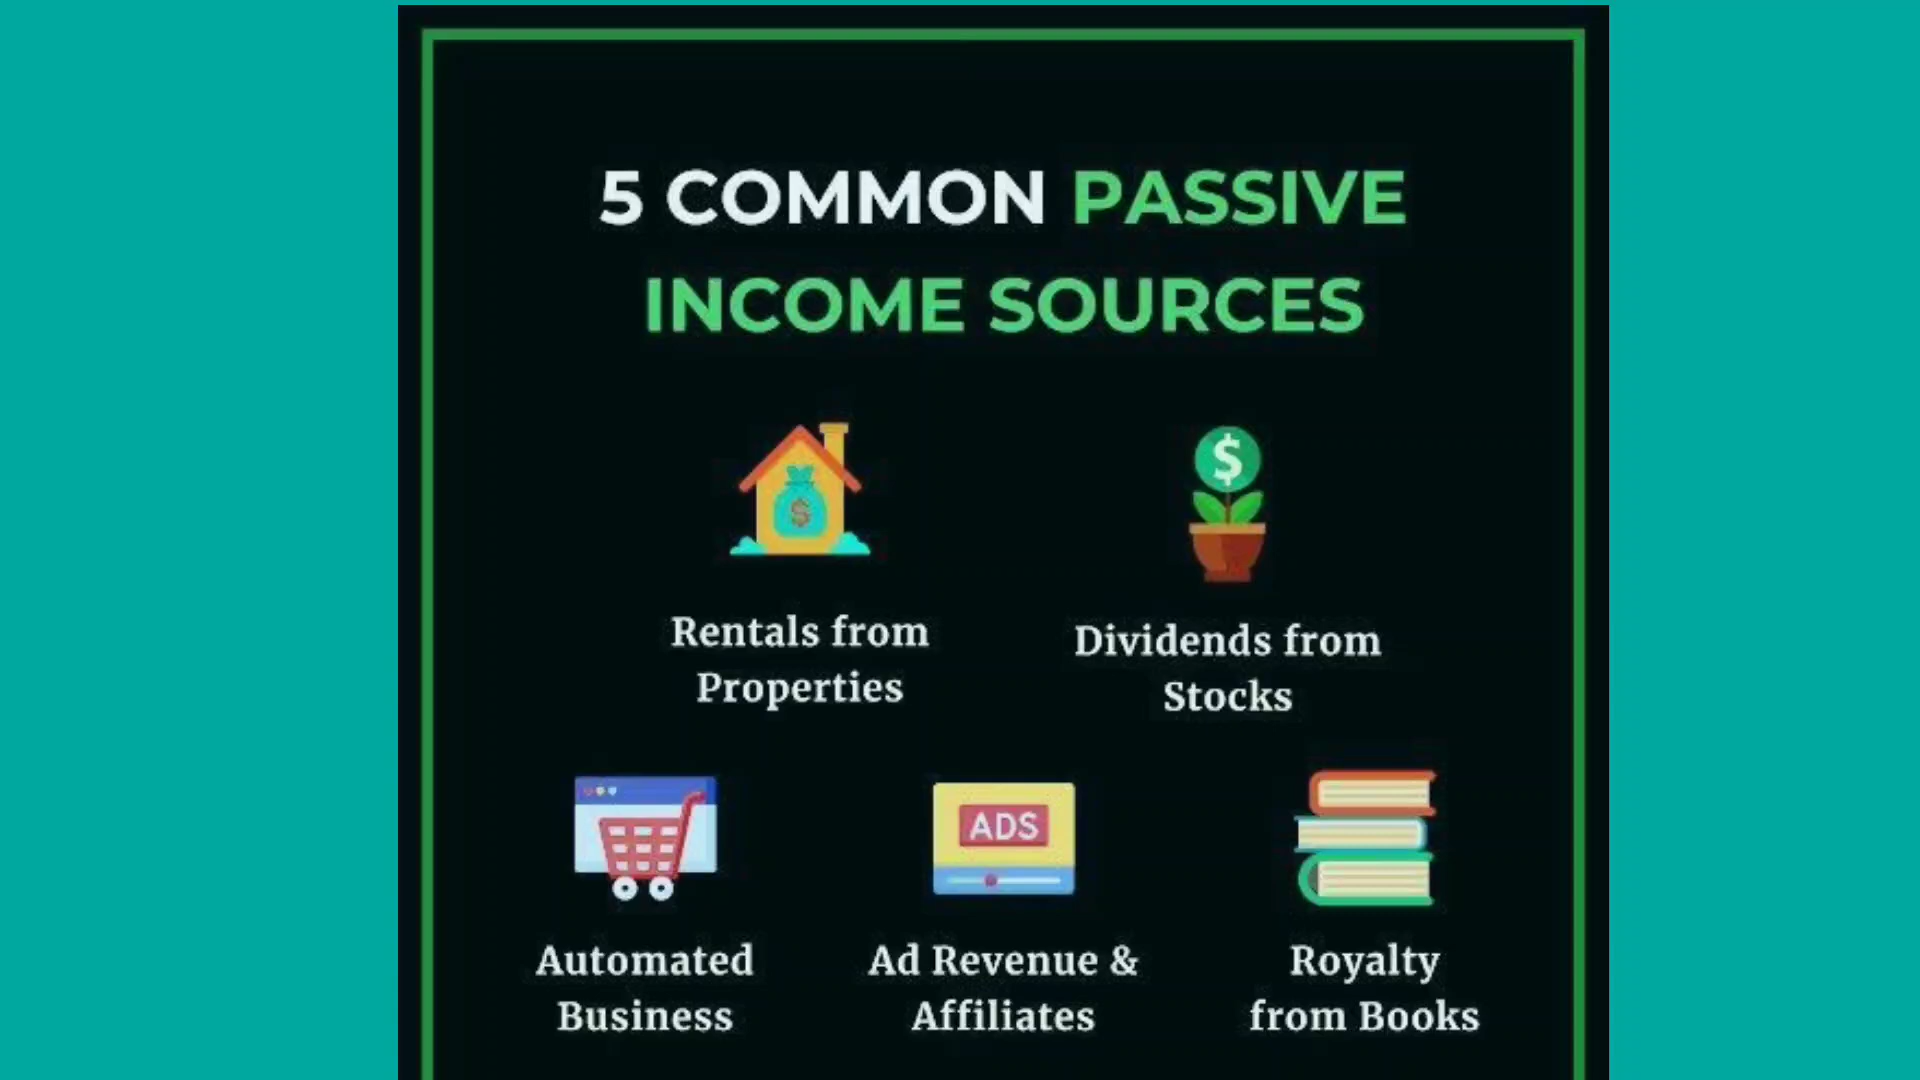 5 COMMON PASSIVE
INCOME SOURCES
$
$
Rentals from
Properties
Dividends from
Stocks
ADS
Automated
Business
Ad Revenue &
Affiliates
Royalty
from Books